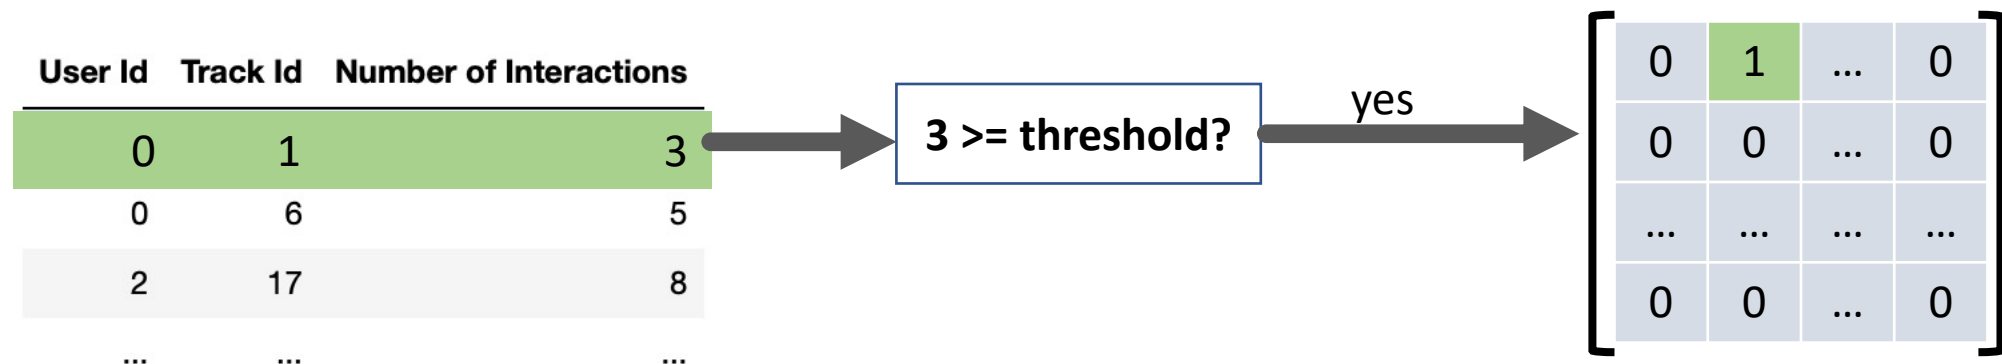 User Id Track Id Number of Interactions
0 1 3
0 6 5
2 17 8
... ... ...
3 >= threshold?
yes
0 1 ... 0
0 0 ... 0
... ... ... ...
0 0 ... 0